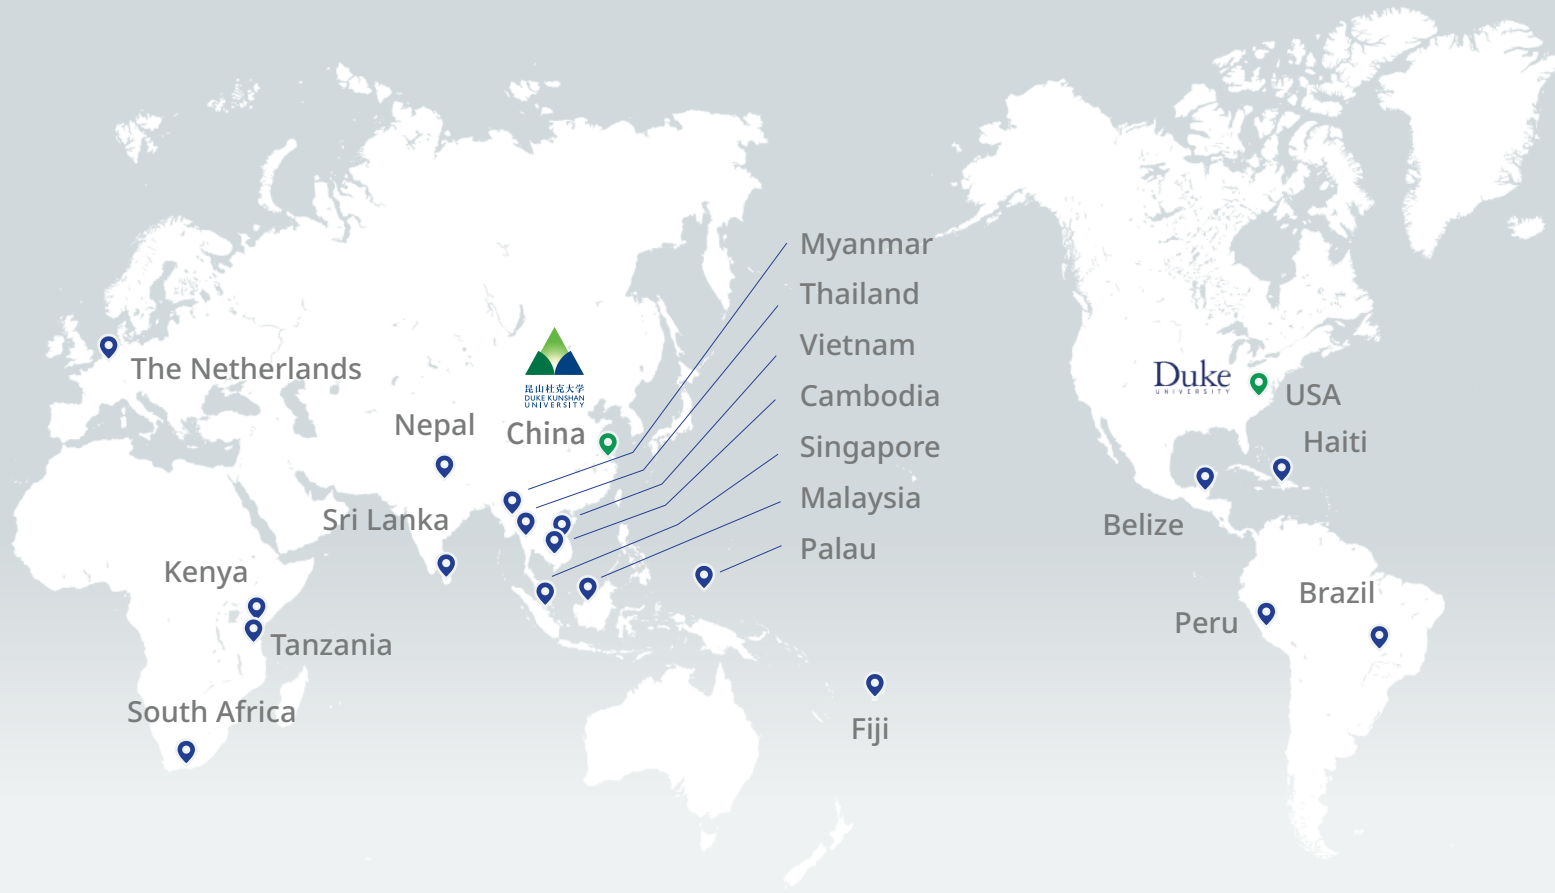 Myanmar
Thailand
Vietnam
The Netherlands
Duke
UNIVERSITY
USA
昆山杜克大学
DUKE KUNSHAN
UNIVERSITY
Cambodia
Nepal
China
Haiti
Singapore
Malaysia
Sri Lanka
Belize
Palau
Kenya
Brazil
Peru
Tanzania
South Africa
Fiji